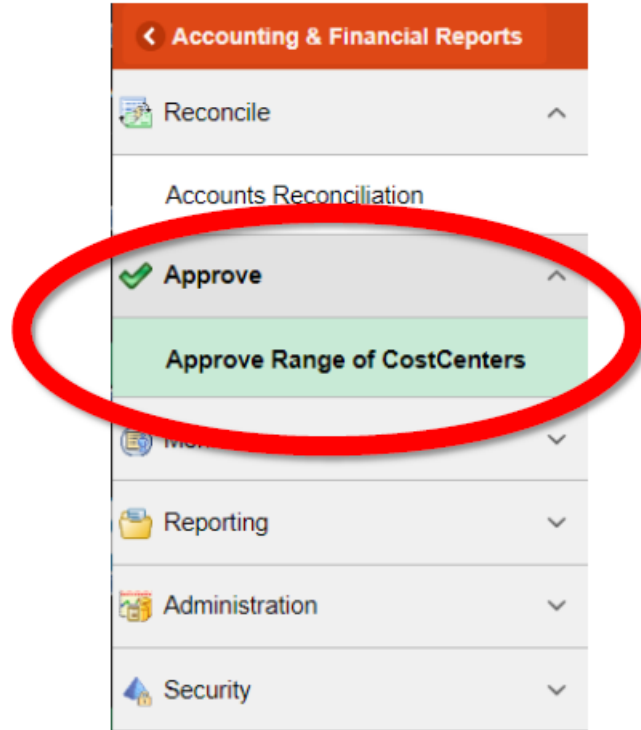 Accounting & Financial Reports
Reconcile
Accounts Reconciliation
Approve
Approve Range of CostCenters
Reporting
Administration
Security